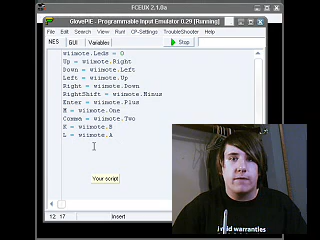 FCEUX 2.1.0a
GlovePIE - Programmable Input Emulator 0.29 [Running]
File Edit Search View Run CP-Settings TroubleShooter Help
NES GUI Variables Stop
wiimote.Leds = 0
Up = wiimote.Right
Down = wiimote.Left
Left = wiimote.Up
Right = wiimote.Down
RightShift = wiimote.Minus
Enter = wiimote.Plus
M = wiimote.One
Comma = wiimote.Two
K = wiimote.B
L = wiimote.A
Your script
warranties
12 17 Insert